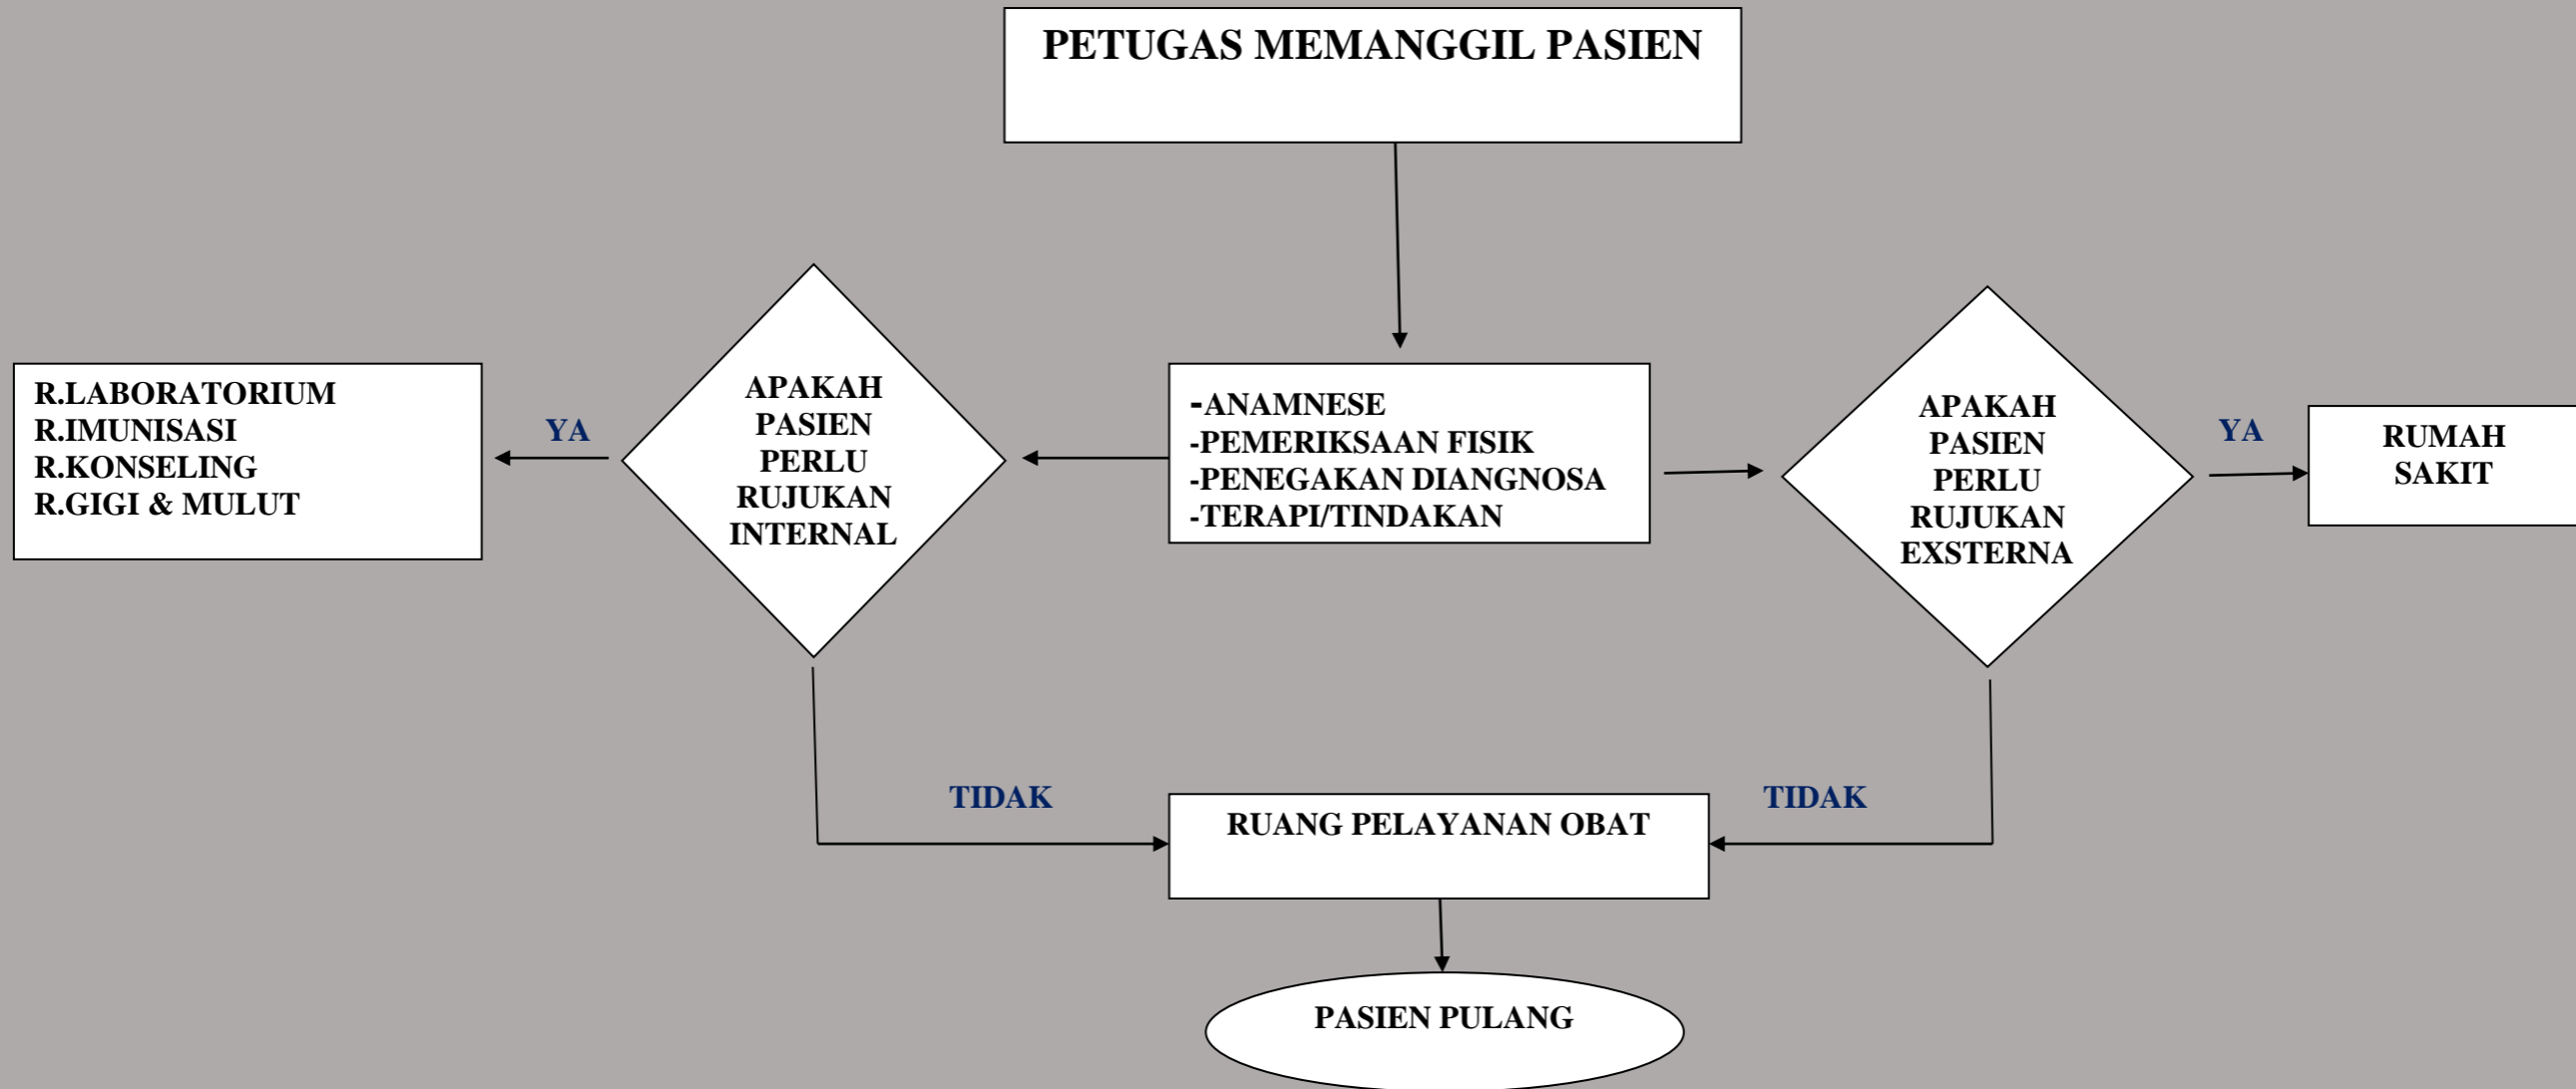 PETUGAS MEMANGGIL PASIEN
R.LABORATORIUM
R.IMUNISASI
R.KONSELING
R.GIGI & MULUT
YA
APAKAH
PASIEN
PERLU
RUJUKAN
INTERNAL
-ANAMNESE
-PEMERIKSAAN FISIK
-PENEGAKAN DIANGNOSA
-TERAPI/TINDAKAN
APAKAH
PASIEN
PERLU
RUJUKAN
EXSTERNA
YA
RUMAH
SAKIT
TIDAK
RUANG PELAYANAN OBAT
TIDAK
PASIEN PULANG